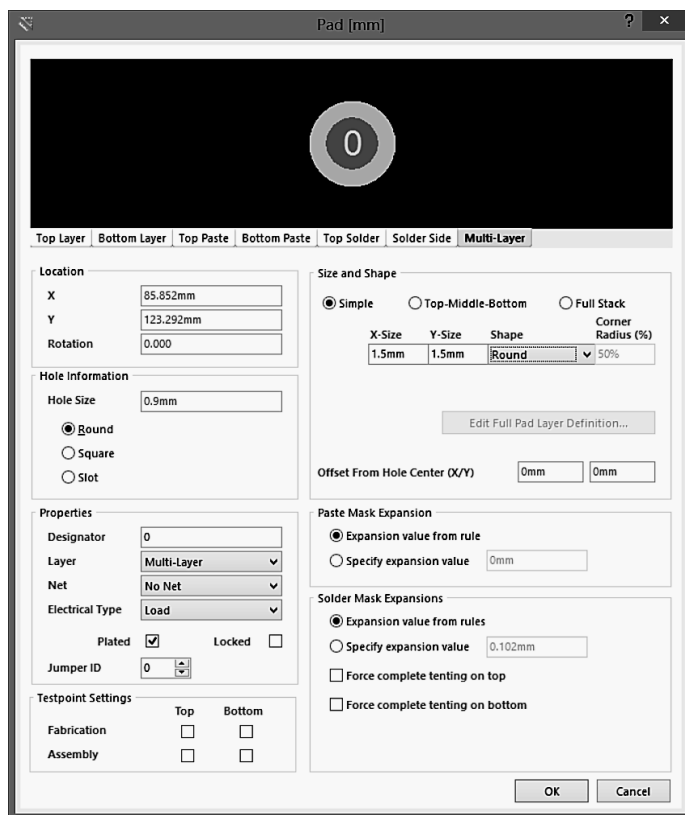 Pad [mm]
?
0
Top Layer Bottom Layer Top Paste Bottom Paste Top Solder Solder Side Multi-Layer
Location
X 85.852mm
Y 123.292mm
Rotation 0.000
Hole Information
Hole Size 0.9mm
Round
Square
Slot
Properties
Designator 0
Layer Multi-Layer
Net No Net
Electrical Type Load
Plated Locked
Jumper ID 0
Testpoint Settings
Top Bottom
Fabrication
Assembly
Size and Shape
Simple Top-Middle-Bottom Full Stack
X-Size Y-Size Shape Corner Radius (%)
1.5mm 1.5mm Round 50%
Edit Full Pad Layer Definition...
Offset From Hole Center (X/Y) 0mm 0mm
Paste Mask Expansion
Expansion value from rule
Specify expansion value 0mm
Solder Mask Expansions
Expansion value from rules
Specify expansion value 0.102mm
Force complete tenting on top
Force complete tenting on bottom
OK Cancel